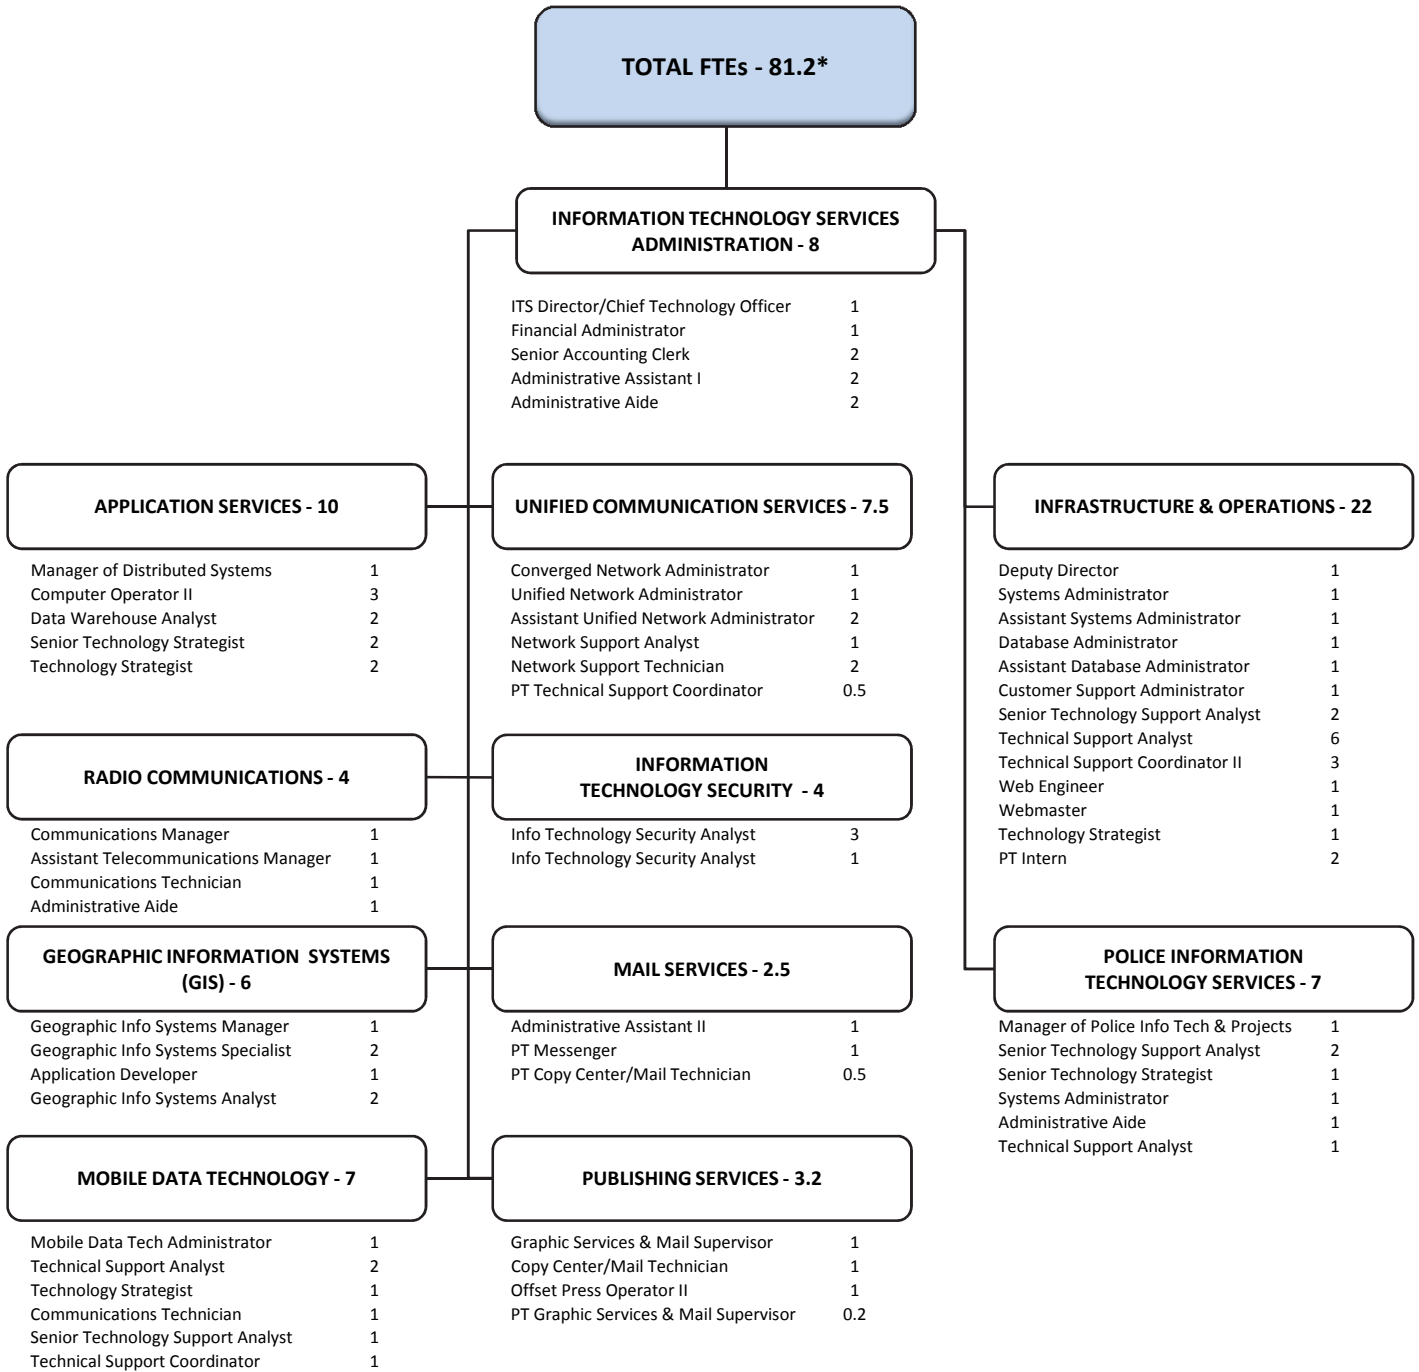 TOTAL FTEs - 81.2*
INFORMATION TECHNOLOGY SERVICES
ADMINISTRATION - 8
ITS Director/Chief Technology Officer 1
Financial Administrator 1
Senior Accounting Clerk 2
Administrative Assistant I 2
Administrative Aide 2
APPLICATION SERVICES - 10
Manager of Distributed Systems 1
Computer Operator II 3
Data Warehouse Analyst 2
Senior Technology Strategist 2
Technology Strategist 2
UNIFIED COMMUNICATION SERVICES - 7.5
Converged Network Administrator 1
Unified Network Administrator 1
Assistant Unified Network Administrator 2
Network Support Analyst 1
Network Support Technician 2
PT Technical Support Coordinator 0.5
INFRASTRUCTURE & OPERATIONS - 22
Deputy Director 1
Systems Administrator 1
Assistant Systems Administrator 1
Database Administrator 1
Assistant Database Administrator 1
Customer Support Administrator 1
Senior Technology Support Analyst 2
Technical Support Analyst 6
Technical Support Coordinator II 3
Web Engineer 1
Webmaster 1
Technology Strategist 1
PT Intern 2
RADIO COMMUNICATIONS - 4
Communications Manager 1
Assistant Telecommunications Manager 1
Communications Technician 1
Administrative Aide 1
INFORMATION
TECHNOLOGY SECURITY - 4
Info Technology Security Analyst 3
Info Technology Security Analyst 1
GEOGRAPHIC INFORMATION SYSTEMS
(GIS) - 6
Geographic Info Systems Manager 1
Geographic Info Systems Specialist 2
Application Developer 1
Geographic Info Systems Analyst 2
MAIL SERVICES - 2.5
Administrative Assistant II 1
PT Messenger 1
PT Copy Center/Mail Technician 0.5
POLICE INFORMATION
TECHNOLOGY SERVICES - 7
Manager of Police Info Tech & Projects 1
Senior Technology Support Analyst 2
Senior Technology Strategist 1
Systems Administrator 1
Administrative Aide 1
Technical Support Analyst 1
MOBILE DATA TECHNOLOGY - 7
Mobile Data Tech Administrator 1
Technical Support Analyst 2
Technology Strategist 1
Communications Technician 1
Senior Technology Support Analyst 1
Technical Support Coordinator 1
PUBLISHING SERVICES - 3.2
Graphic Services & Mail Supervisor 1
Copy Center/Mail Technician 1
Offset Press Operator II 1
PT Graphic Services & Mail Supervisor 0.2